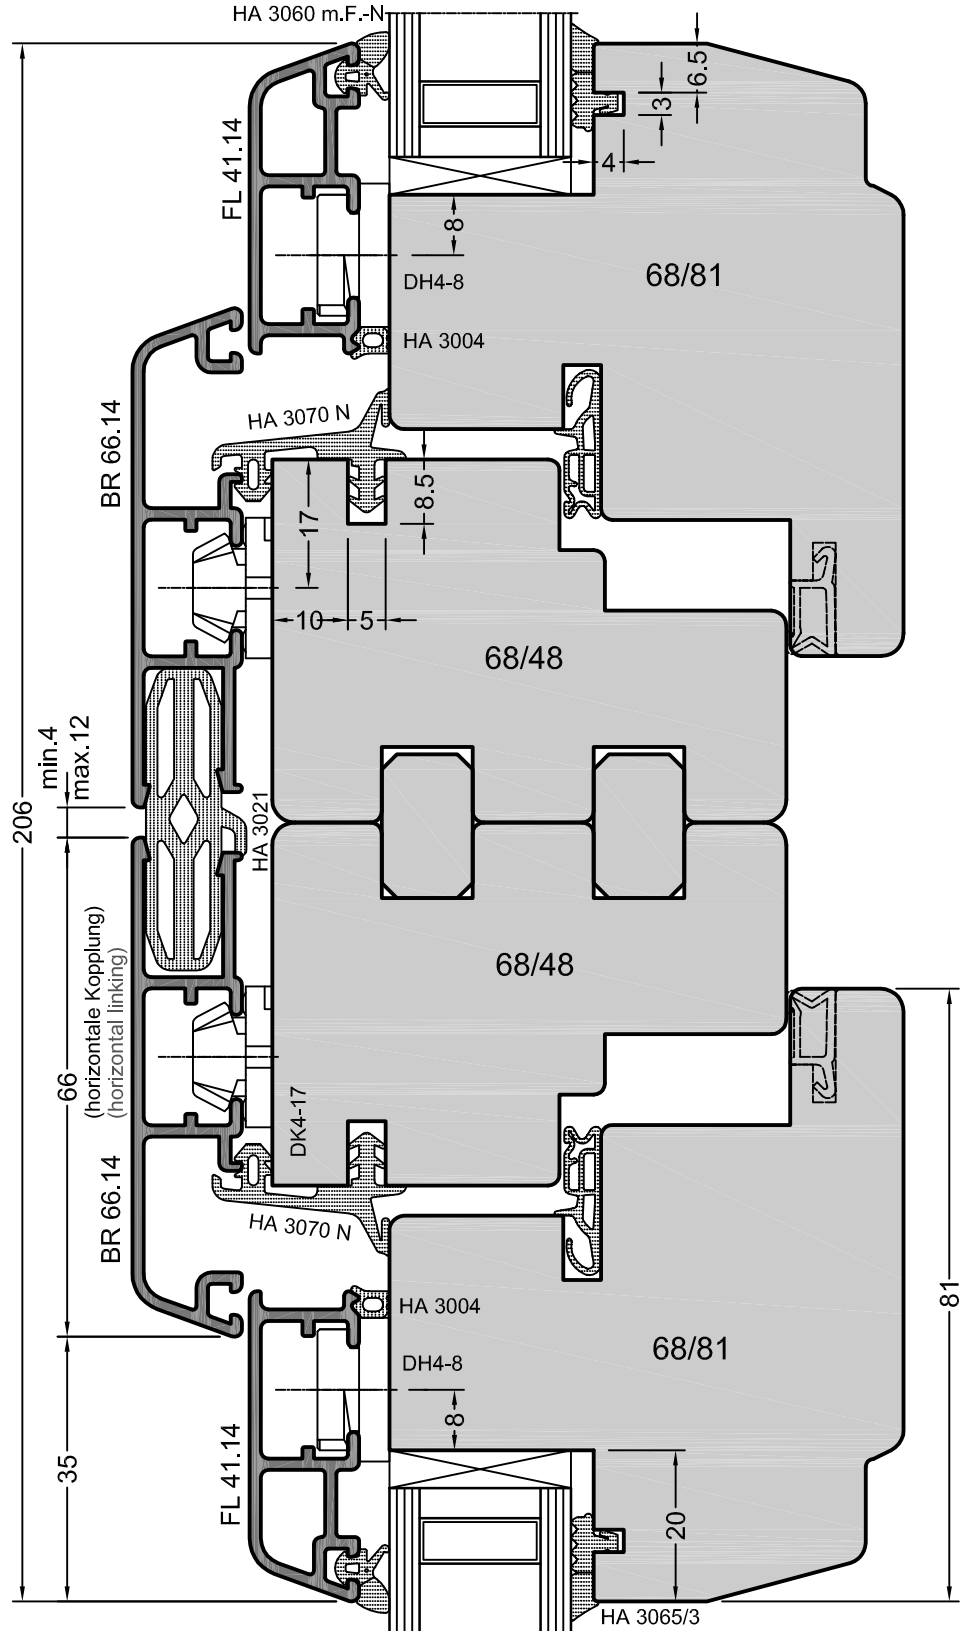 HA 3060 m.F.-N
6.5
3
4
FL 41.14
8
68/81
DH4-8
HA 3004
BR 66.14
HA 3070 N
8.5
17
10
5
68/48
min.4
max.12
206
HA 3021
68/48
66
(horizontale Kopplung)
(horizontal linking)
DK4-17
BR 66.14
HA 3070 N
HA 3004
81
68/81
DH4-8
8
FL 41.14
35
20
HA 3065/3